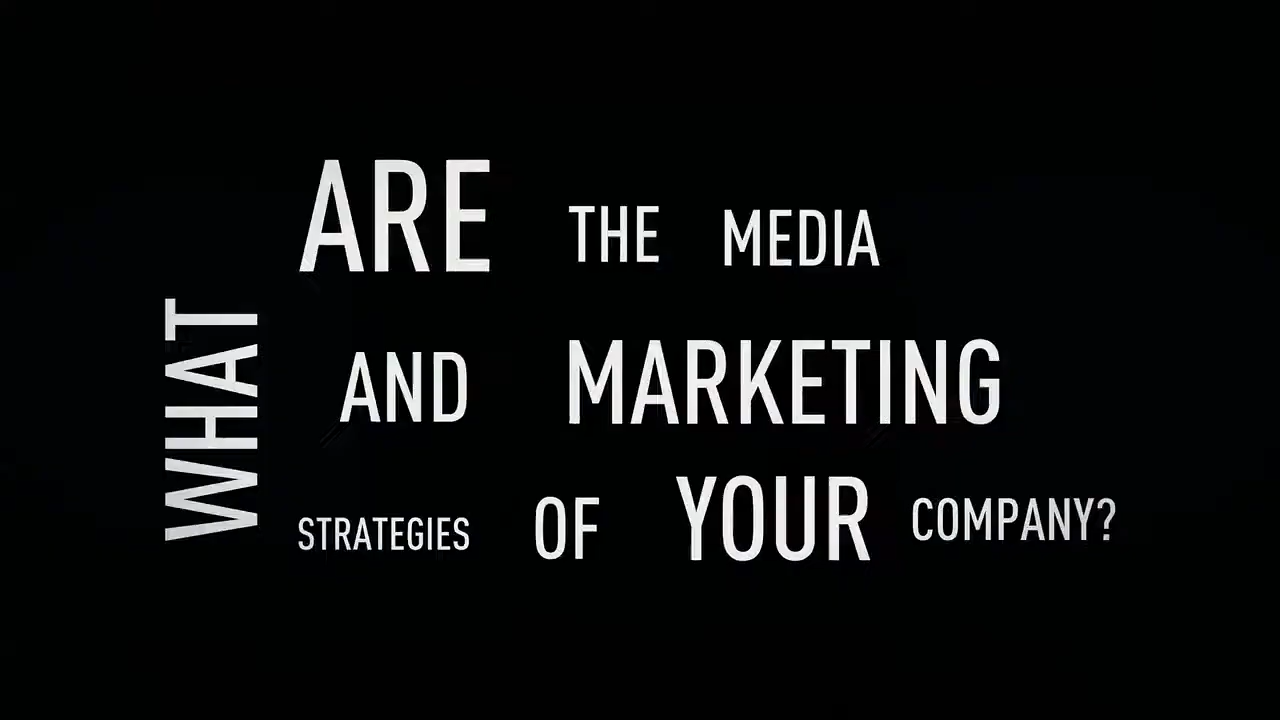 WHAT
ARE THE MEDIA
AND MARKETING
STRATEGIES OF YOUR COMPANY?